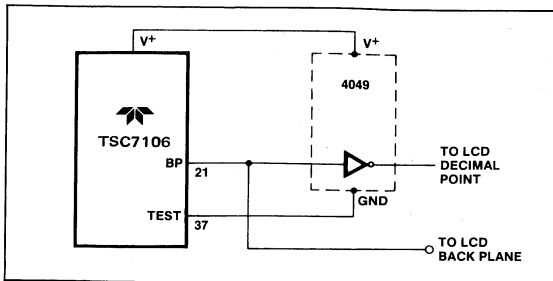 V+
V+
4049
TSC7106
BP
21
TO LCD
DECIMAL
POINT
GND
TEST
37
TO LCD
BACK PLANE